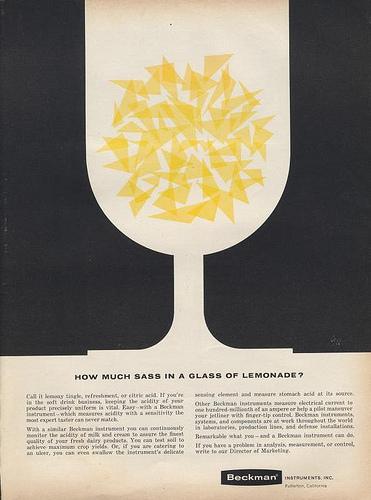 HOW MUCH SASS IN A GLASS OF LEMONADE?
Call it lemony tingle, refreshment, or citric acid. If you're
in the soft drink business, keeping the acidity of your
product precisely uniform is vital. Easy–with a Beckman
instrument–which measures acidity with a sensitivity the
most expert taster can never match.
With a similar Beckman instrument you can continuously
monitor the acidity of milk and cream to assure the finest
quality of your fresh dairy products. You can test soil to
achieve maximum crop yields. Or, if you are catering to
an ulcer, you can even swallow the instrument's delicate
sensing element and measure stomach acid at its source.
Other Beckman instruments measure electrical current to
one hundred-millionth of an ampere or help a pilot maneuver
your jetliner with finger-tip control. Beckman instruments,
systems, and components are at work throughout the world
in laboratories, production lines, and defense installations.
Remarkable what you–and a Beckman instrument can do.
If you have a problem in analysis, measurement, or control,
write to our Director of Marketing.
Beckman INSTRUMENTS, INC.
Fullerton, California